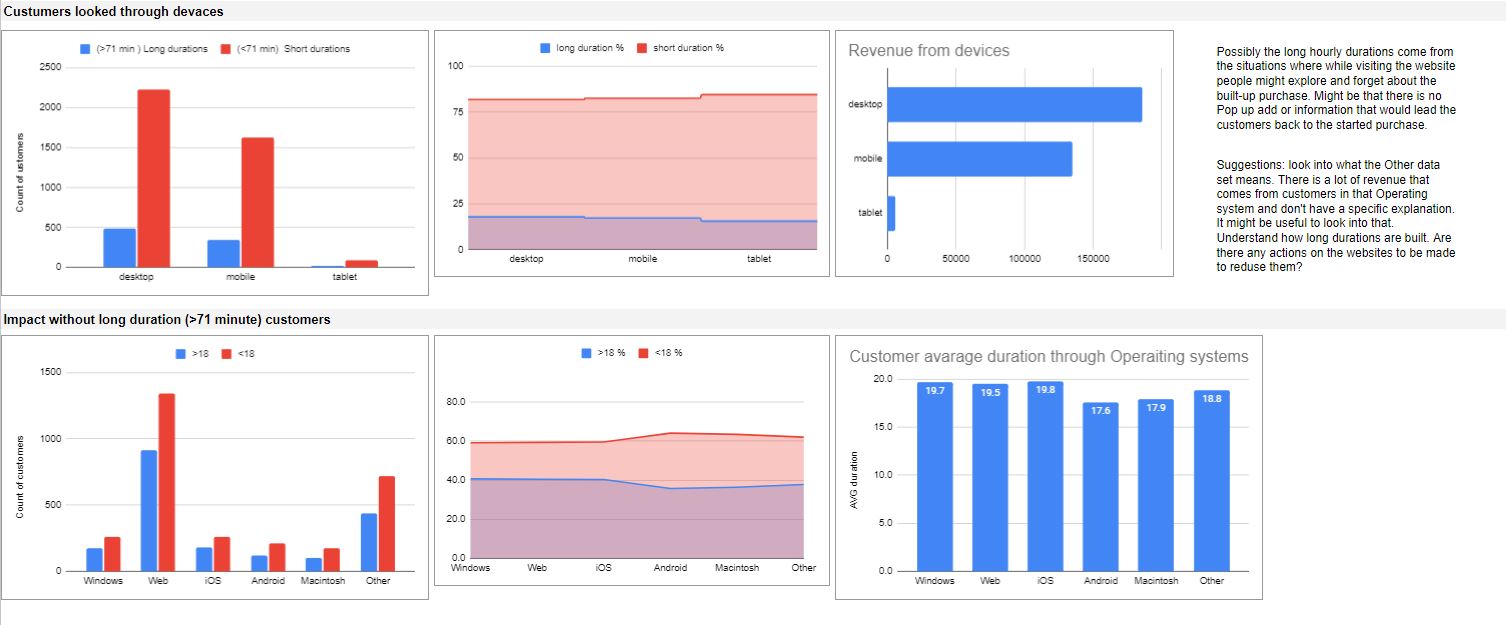 Custumers looked through devaces
(>71 min ) Long durations
(<71 min) Short durations
2500
2000
1500
1000
500
0
Count of ustomers
desktop
mobile
tablet
long duration %
short duration %
100
75
50
25
0
desktop
mobile
tablet
Revenue from devices
desktop
mobile
tablet
0
50000
100000
150000
Possibly the long hourly durations come from
the situations where while visiting the website
people might explore and forget about the
built-up purchase. Might be that there is no
Pop up add or information that would lead the
customers back to the started purchase.
Suggestions: look into what the Other data
set means. There is a lot of revenue that
comes from customers in that Operating
system and don't have a specific explanation.
It might be useful to look into that.
Understand how long durations are built. Are
there any actions on the websites to be made
to reduse them?
Impact without long duration (>71 minute) customers
>18
<18
1500
1000
500
0
Count of customers
Windows
Web
iOS
Android
Macintosh
Other
>18 %
<18 %
80.0
60.0
40.0
20.0
0.0
Windows
Web
iOS
Android
Macintosh
Other
Customer avarage duration through Operaiting systems
20.0
15.0
10.0
5.0
0.0
AVG duration
19.7
19.5
19.8
17.6
17.9
18.8
Windows
Web
iOS
Android
Macintosh
Other